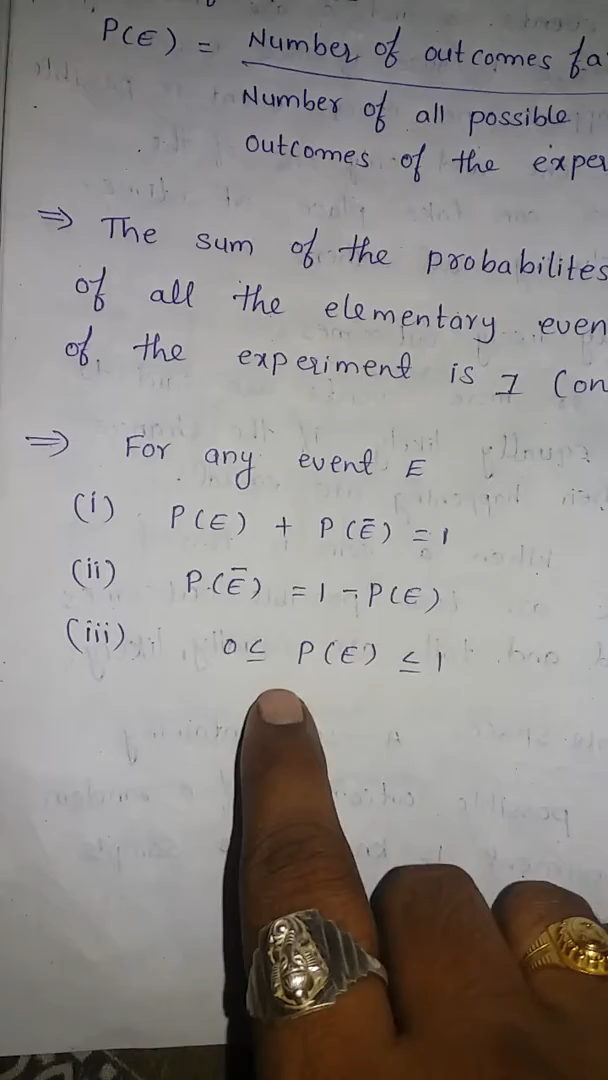 P(E) = Number of outcomes fa
Number of all possible
outcomes of the exper
⇒ The sum of the probabilites
of all the elementary even
of the experiment is 1 (on
⇒ For any event E
(i) P(E) + P(Ē) = 1
(ii) P(Ē) = 1 - P(E)
(iii) 0 ≤ P(E) ≤ 1